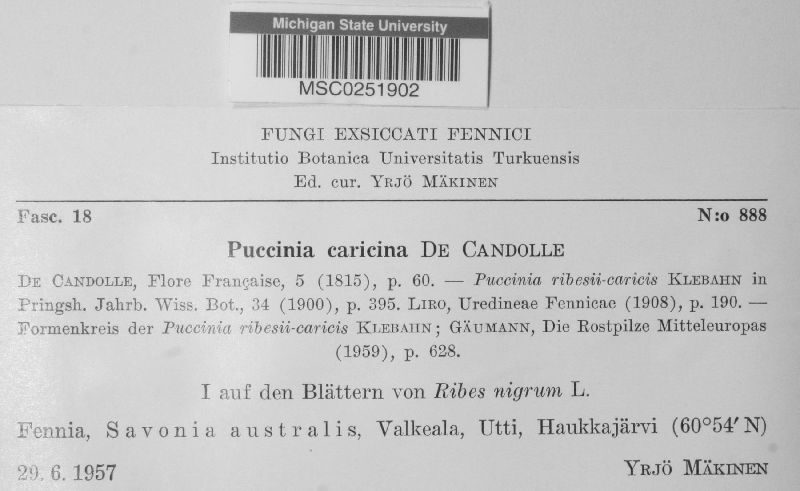 Michigan State University
MSC0251902
FUNGI EXSICCATI FENNICI
Institutio Botanica Universitatis Turkuensis
Ed. cur. YRJÖ MÄKINEN
Fasc. 18 N:o 888
Puccinia caricina DE CANDOLLE
DE CANDOLLE, Flore Française, 5 (1815), p. 60. — Puccinia ribesii-caricis KLEBAHN in
Pringsh. Jahrb. Wiss. Bot., 34 (1900), p. 395. LIRO, Uredineae Fennicae (1908), p. 190. —
Formenkreis der Puccinia ribesii-caricis KLEBAHN; GÄUMANN, Die Rostpilze Mitteleuropas
(1959), p. 628.
I auf den Blättern von Ribes nigrum L.
Fennia, Savonia australis, Valkeala, Utti, Haukkajärvi (60°54′ N)
29. 6. 1957 YRJÖ MÄKINEN